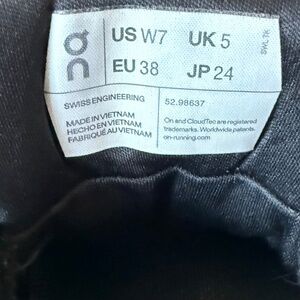 US W7 UK 5
EU 38 JP 24
SWISS ENGINEERING
MADE IN VIETNAM
HECHO EN VIETNAM
FABRIQUÉ AU VIETNAM
52.98637
On and CloudTec are registered
trademarks. Worldwide patents.
on-running.com